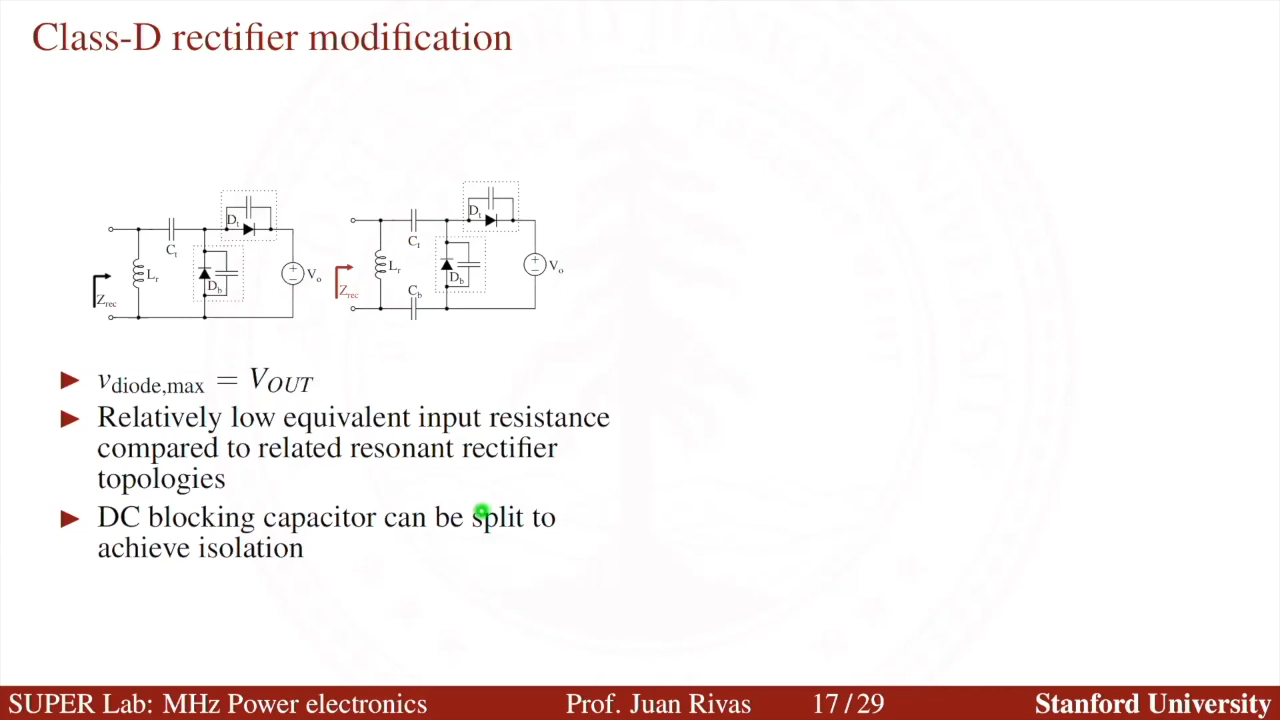 Class-D rectifier modification
D_t
C_t
L_r
D_b
+
−
V_o
Z_rec
D_t
C_t
L_r
D_b
+
−
V_o
C_b
Z_rec
▶ v_diode,max = V_OUT
▶ Relatively low equivalent input resistance
compared to related resonant rectifier
topologies
▶ DC blocking capacitor can be split to
achieve isolation
SUPER Lab: MHz Power electronics Prof. Juan Rivas 17 / 29 Stanford University